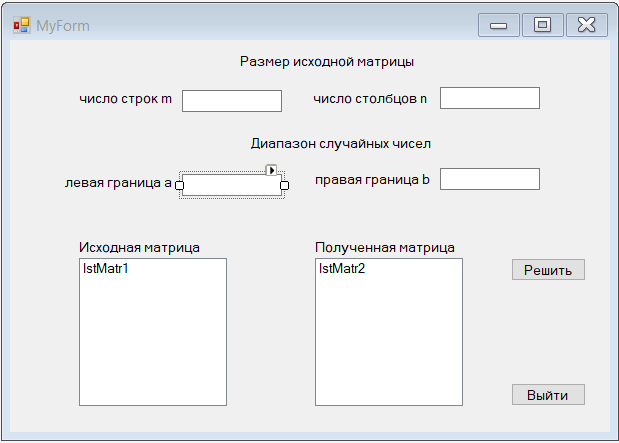 MyForm
Размер исходной матрицы
число строк m
число столбцов n
Диапазон случайных чисел
левая граница a
правая граница b
Исходная матрица
Полученная матрица
lstMatr1
lstMatr2
Решить
Выйти